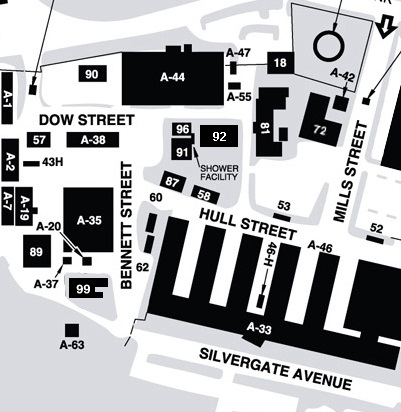 A-47
90
A-44
18
A-42
A-55
A-1
DOW STREET
96
92
81
72
57
A-38
91
MILLS STREET
A-2
43H
SHOWER
FACILITY
87
58
A-7
A-19
A-35
BENNETT STREET
60
53
A-20
HULL STREET
52
89
62
46-H
A-46
A-37
99
A-33
A-63
SILVERGATE AVENUE